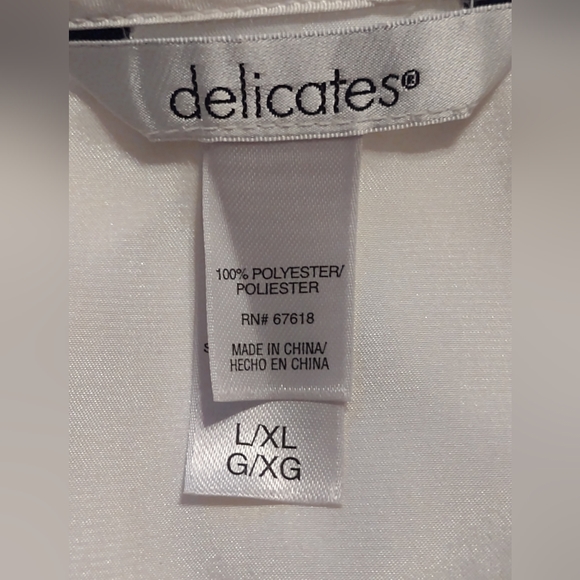 delicates®
100% POLYESTER/
POLIESTER
RN# 67618
MADE IN CHINA/
HECHO EN CHINA
L/XL
G/XG